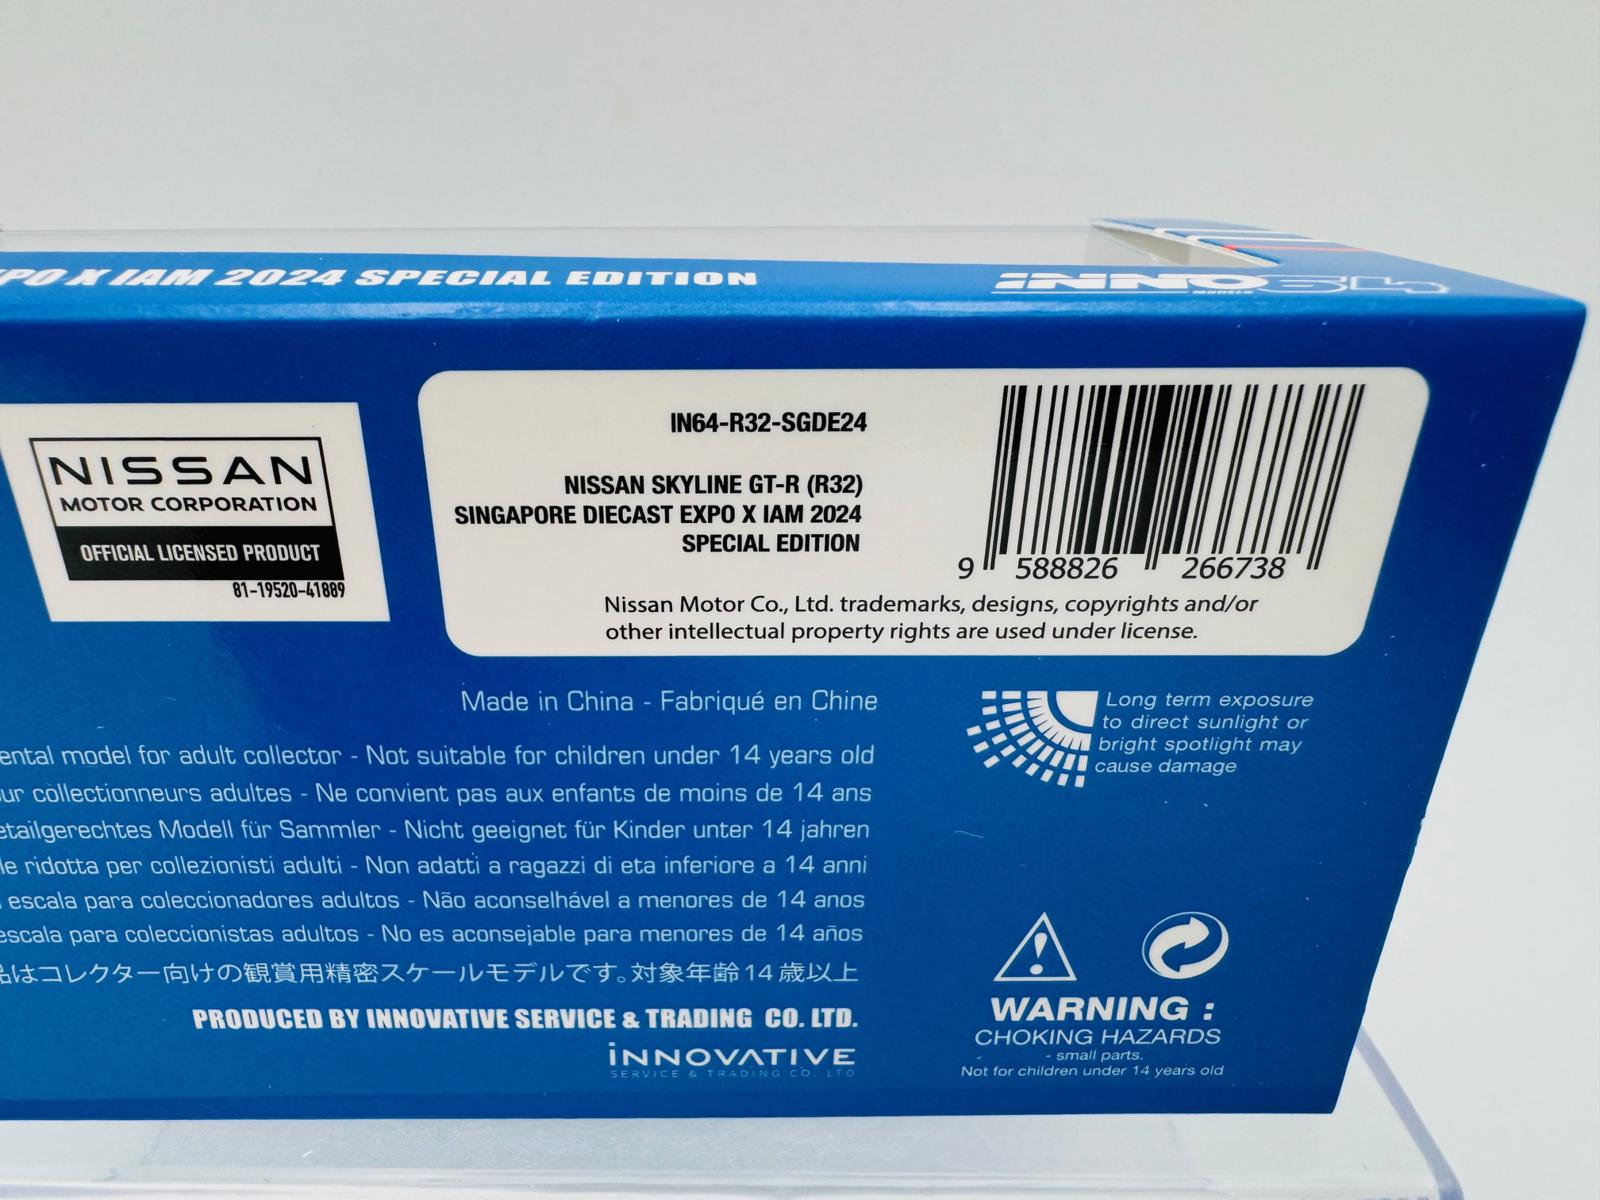 X IAM 2024 SPECIAL EDITION
INNO64
MODELS
NISSAN
MOTOR CORPORATION
OFFICIAL LICENSED PRODUCT
81-19520-41889
IN64-R32-SGDE24
NISSAN SKYLINE GT-R (R32)
SINGAPORE DIECAST EXPO X IAM 2024
SPECIAL EDITION
9 588826 266738
Nissan Motor Co., Ltd. trademarks, designs, copyrights and/or
other intellectual property rights are used under license.
Made in China - Fabriqué en Chine
model for adult collector - Not suitable for children under 14 years old
collectionneurs adultes - Ne convient pas aux enfants de moins de 14 ans
Modell für Sammler - Nicht geeignet für Kinder unter 14 jahren
ridotta per collezionisti adulti - Non adatti a ragazzi di eta inferiore a 14 anni
escala para coleccionadores adultos - Não aconselhável a menores de 14 anos
escala para coleccionistas adultos - No es aconsejable para menores de 14 años
品はコレクター向けの観賞用精密スケールモデルです。対象年齢14歳以上
PRODUCED BY INNOVATIVE SERVICE & TRADING CO. LTD.
iNNOVATIVE
SERVICE & TRADING CO. LTD
Long term exposure
to direct sunlight or
bright spotlight may
cause damage
WARNING :
CHOKING HAZARDS
- small parts.
Not for children under 14 years old